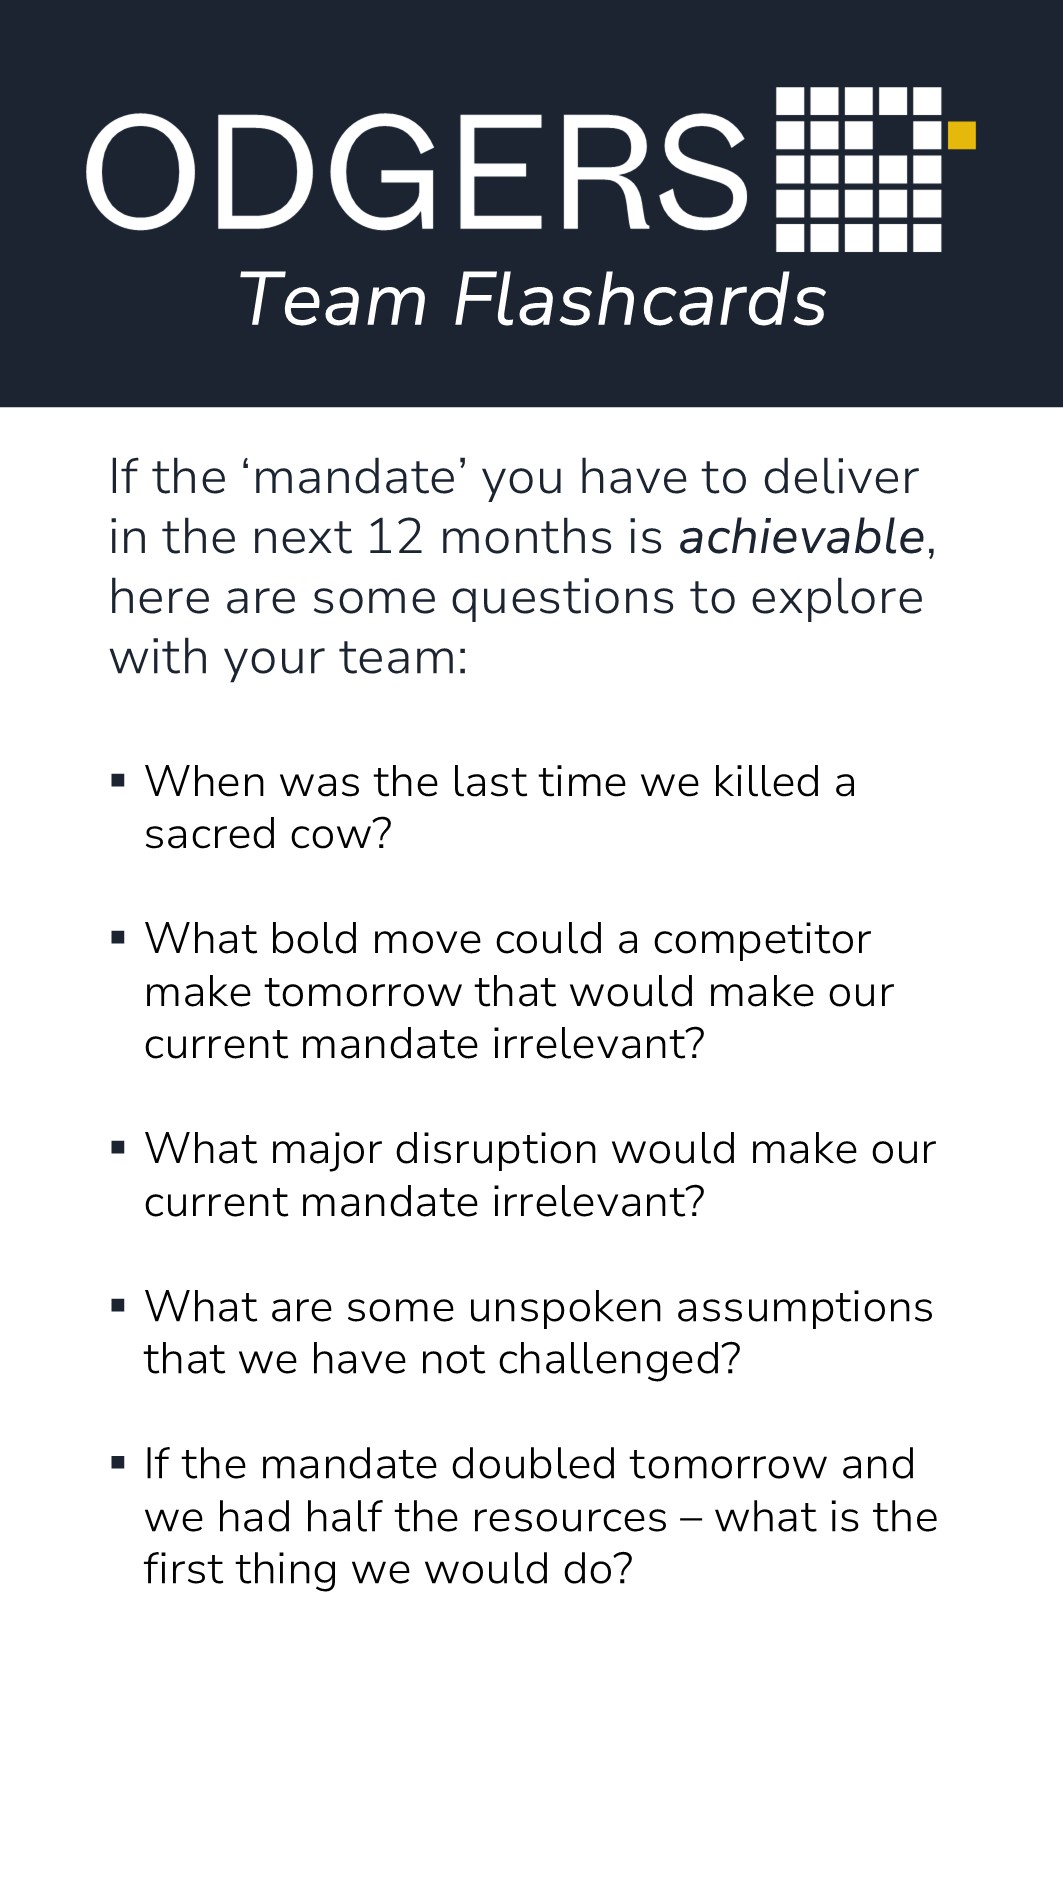 ODGERS
Team Flashcards
If the ‘mandate’ you have to deliver
in the next 12 months is achievable,
here are some questions to explore
with your team:
▪ When was the last time we killed a
sacred cow?
▪ What bold move could a competitor
make tomorrow that would make our
current mandate irrelevant?
▪ What major disruption would make our
current mandate irrelevant?
▪ What are some unspoken assumptions
that we have not challenged?
▪ If the mandate doubled tomorrow and
we had half the resources – what is the
first thing we would do?